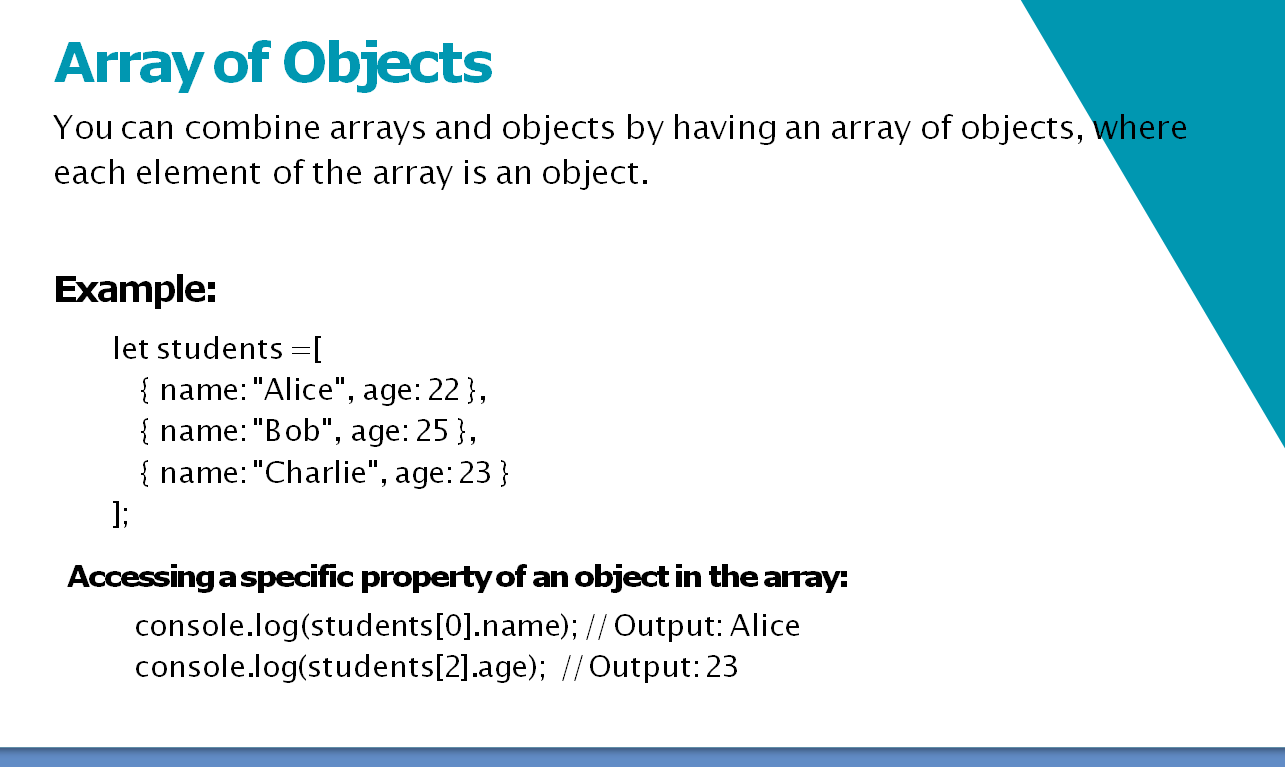 Array of Objects
You can combine arrays and objects by having an array of objects, where
each element of the array is an object.
Example:
let students =[
{ name: "Alice", age: 22 },
{ name: "Bob", age: 25 },
{ name: "Charlie", age: 23 }
];
Accessing a specific property of an object in the array:
console.log(students[0].name); // Output: Alice
console.log(students[2].age); // Output: 23